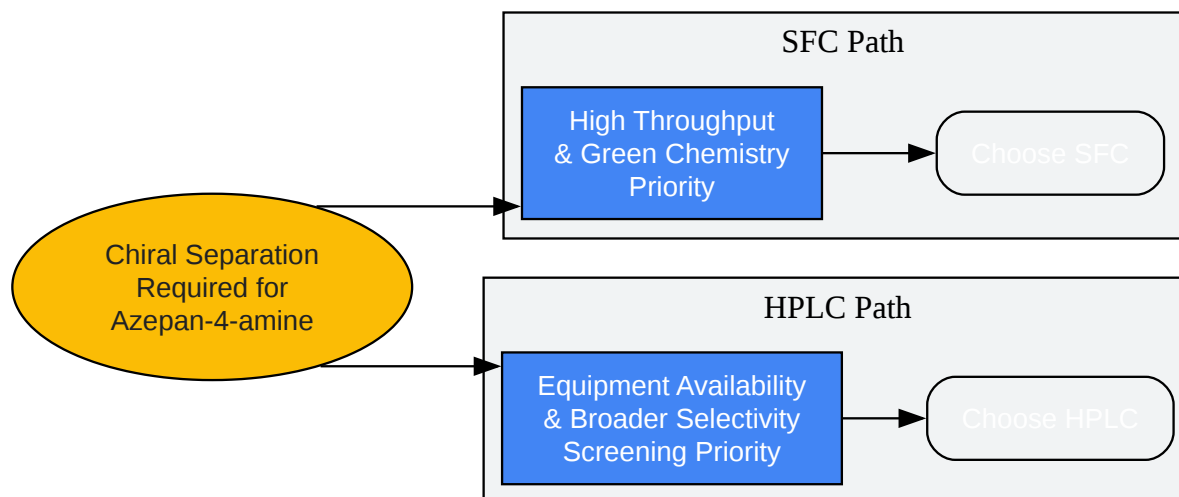 SFC Path
High Throughput
& Green Chemistry
Priority
Choose SFC
Chiral Separation
Required for
Azepan-4-amine
HPLC Path
Equipment Availability
& Broader Selectivity
Screening Priority
Choose HPLC